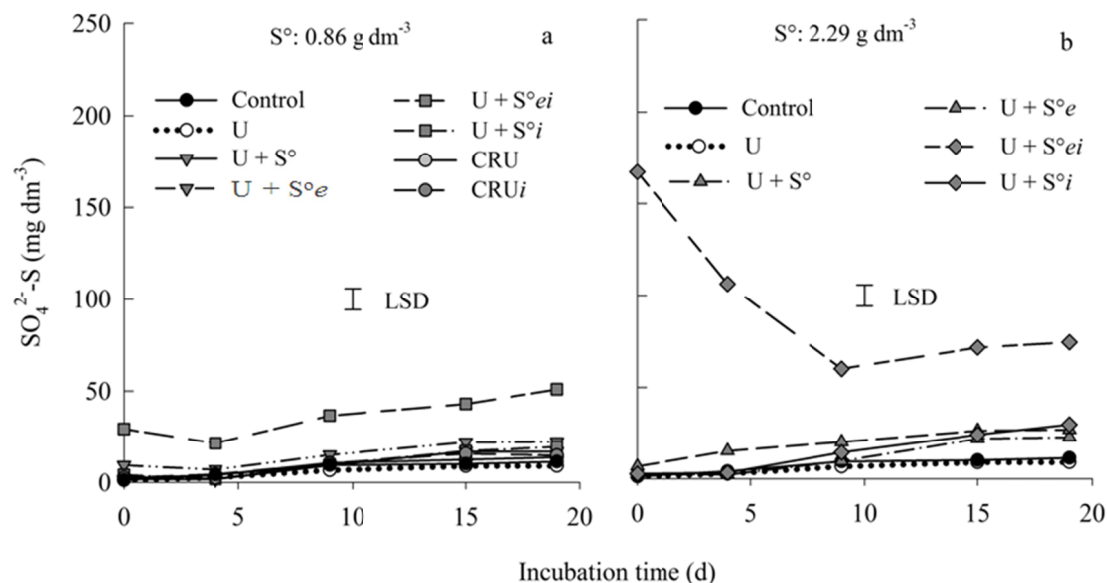 S°: 0.86 g dm-3
a
Control
U
U + S°
U + S°e
U + S°ei
U + S°i
CRU
CRUi
LSD
250
200
150
100
50
0
0 5 10 15 20
SO42--S (mg dm-3)
S°: 2.29 g dm-3
b
Control
U
U + S°
U + S°e
U + S°ei
U + S°i
LSD
0 5 10 15 20
Incubation time (d)